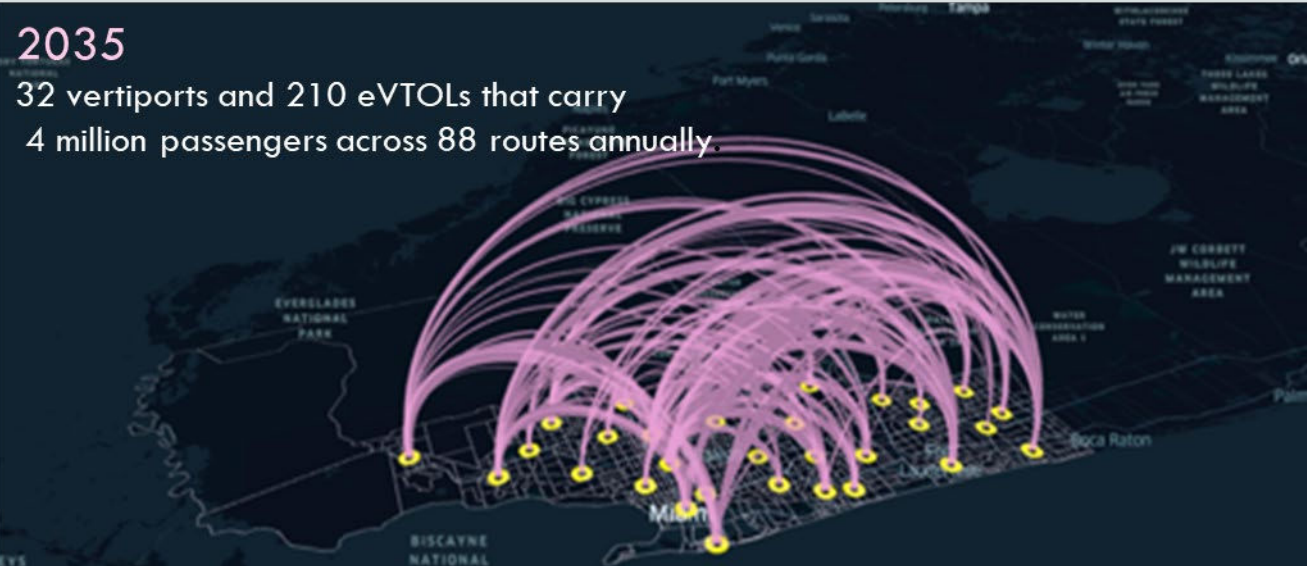 2035
32 vertiports and 210 eVTOLs that carry
4 million passengers across 88 routes annually.
Petersburg
Tampa
Sarasota
Venice
Punta Gorda
Winter Haven
Fort Myers
THREE LAKES
WILDLIFE
MANAGEMENT
AREA
Labelle
BIG CYPRESS
NATIONAL
PRESERVE
JW CORBETT
WILDLIFE
MANAGEMENT
AREA
EVERGLADES
NATIONAL
PARK
WATER
CONSERVATION
AREA 1
Boca Raton
Miami
BISCAYNE
NATIONAL
EYS